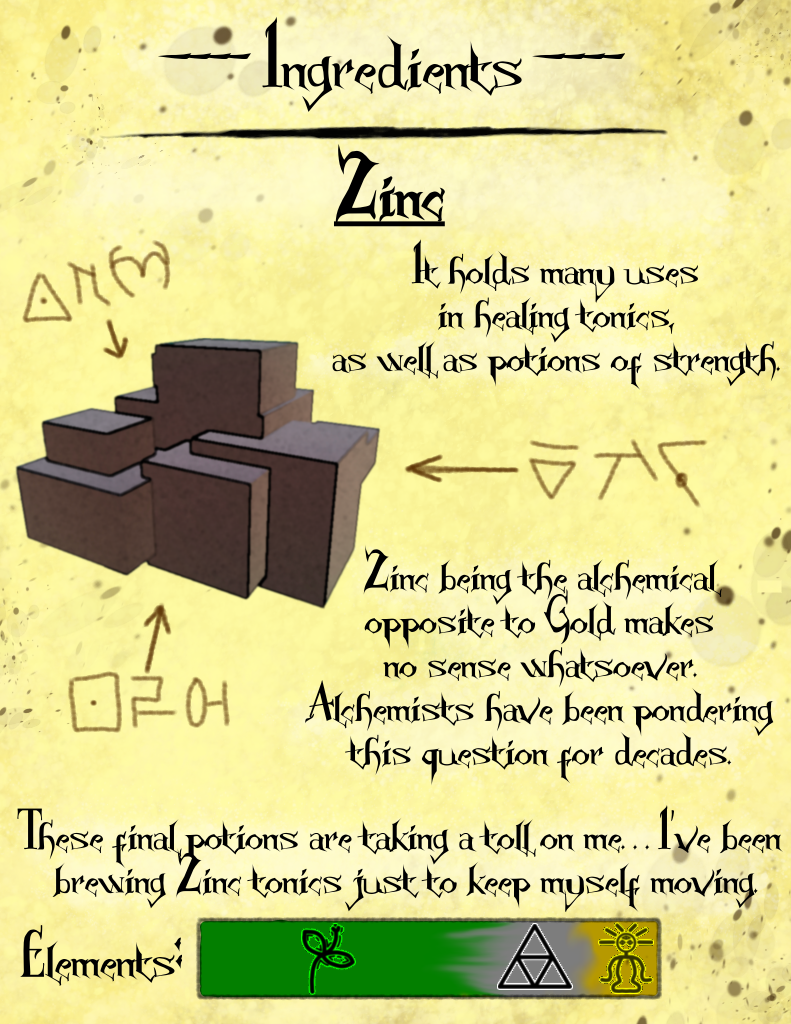 Ingredients
Zinc
It holds many uses
in healing tonics,
as well as potions of strength.
Zinc being the alchemical
opposite to Gold makes
no sense whatsoever.
Alchemists have been pondering
this question for decades.
These final potions are taking a toll on me... I've been
brewing Zinc tonics just to keep myself moving.
Elements: